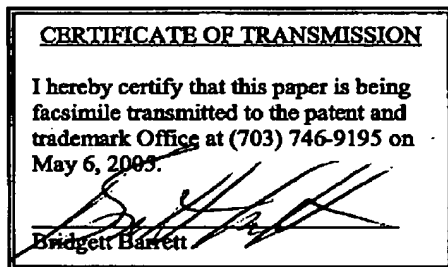 CERTIFICATE OF TRANSMISSION
I hereby certify that this paper is being
facsimile transmitted to the patent and
trademark Office at (703) 746-9195 on
May 6, 2005.
Bridgett Barrett